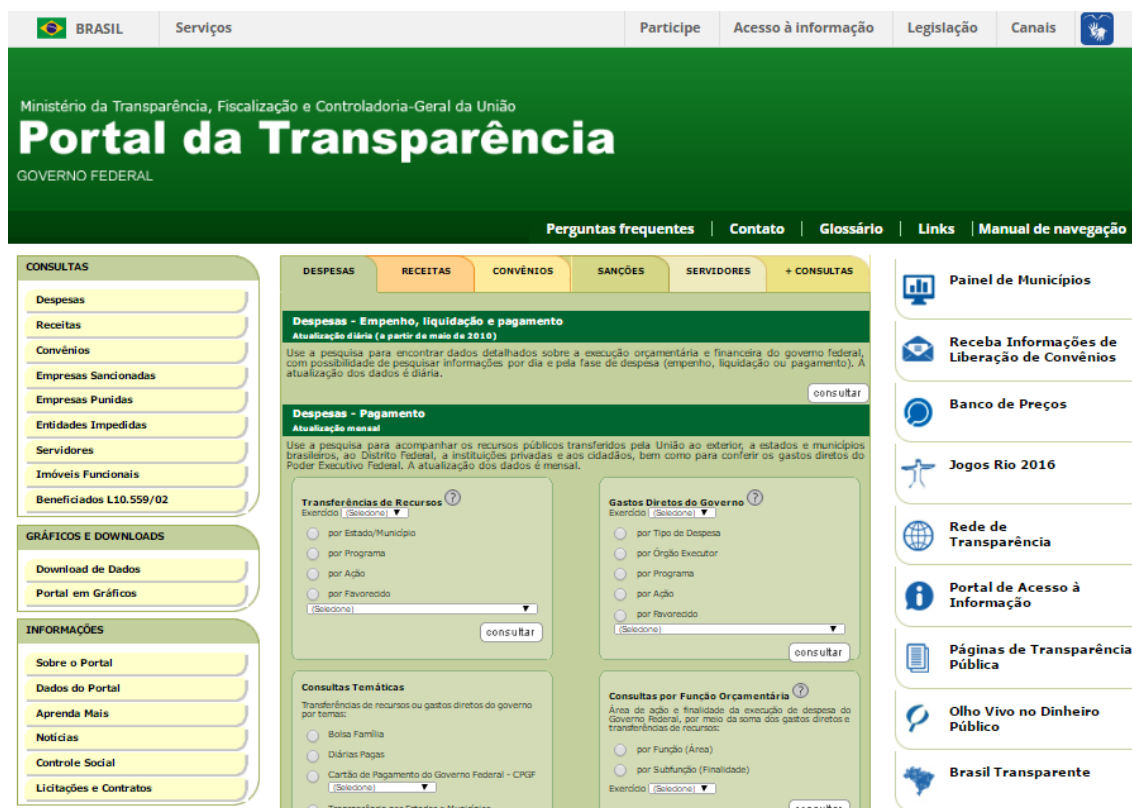 BRASIL
Serviços
Participe
Acesso à informação
Legislação
Canais
Ministério da Transparência, Fiscalização e Controladoria-Geral da União
Portal da Transparência
GOVERNO FEDERAL
Perguntas frequentes | Contato | Glossário | Links | Manual de navegação
CONSULTAS
Despesas
Receitas
Convênios
Empresas Sancionadas
Empresas Punidas
Entidades Impedidas
Servidores
Imóveis Funcionais
Beneficiados L10.559/02
GRÁFICOS E DOWNLOADS
Download de Dados
Portal em Gráficos
INFORMAÇÕES
Sobre o Portal
Dados do Portal
Aprenda Mais
Notícias
Controle Social
Licitações e Contratos
DESPESAS
RECEITAS
CONVÊNIOS
SANÇÕES
SERVIDORES
+ CONSULTAS
Despesas - Empenho, liquidação e pagamento
Atualização diária (a partir de maio de 2010)
Use a pesquisa para encontrar dados detalhados sobre a execução orçamentária e financeira do governo federal,
com possibilidade de pesquisar informações por dia e pela fase de despesa (empenho, liquidação ou pagamento). A
atualização dos dados é diária.
consultar
Despesas - Pagamento
Atualização mensal
Use a pesquisa para acompanhar os recursos públicos transferidos pela União ao exterior, a estados e municípios
brasileiros, ao Distrito Federal, a instituições privadas e aos cidadãos, bem como para conferir os gastos diretos do
Poder Executivo Federal. A atualização dos dados é mensal.
Transferências de Recursos ?
Exercício (Selecione) ▼
por Estado/Município
por Programa
por Ação
por Favorecido
(Selecione) ▼
consultar
Gastos Diretos do Governo ?
Exercício (Selecione) ▼
por Tipo de Despesa
por Órgão Executor
por Programa
por Ação
por Favorecido
(Selecione) ▼
consultar
Consultas Temáticas
Transferências de recursos ou gastos diretos do governo
por temas:
Bolsa Família
Diárias Pagas
Cartão de Pagamento do Governo Federal - CPGF
(Selecione) ▼
Transparência por Estados e Municípios
Consultas por Função Orçamentária ?
Área de ação e finalidade da execução de despesa do
Governo Federal, por meio da soma dos gastos diretos e
transferências de recursos:
por Função (Área)
por Subfunção (Finalidade)
Exercício (Selecione) ▼
consultar
Painel de Municípios
Receba Informações de
Liberação de Convênios
Banco de Preços
Jogos Rio 2016
Rede de
Transparência
Portal de Acesso à
Informação
Páginas de Transparência
Pública
Olho Vivo no Dinheiro
Público
Brasil Transparente